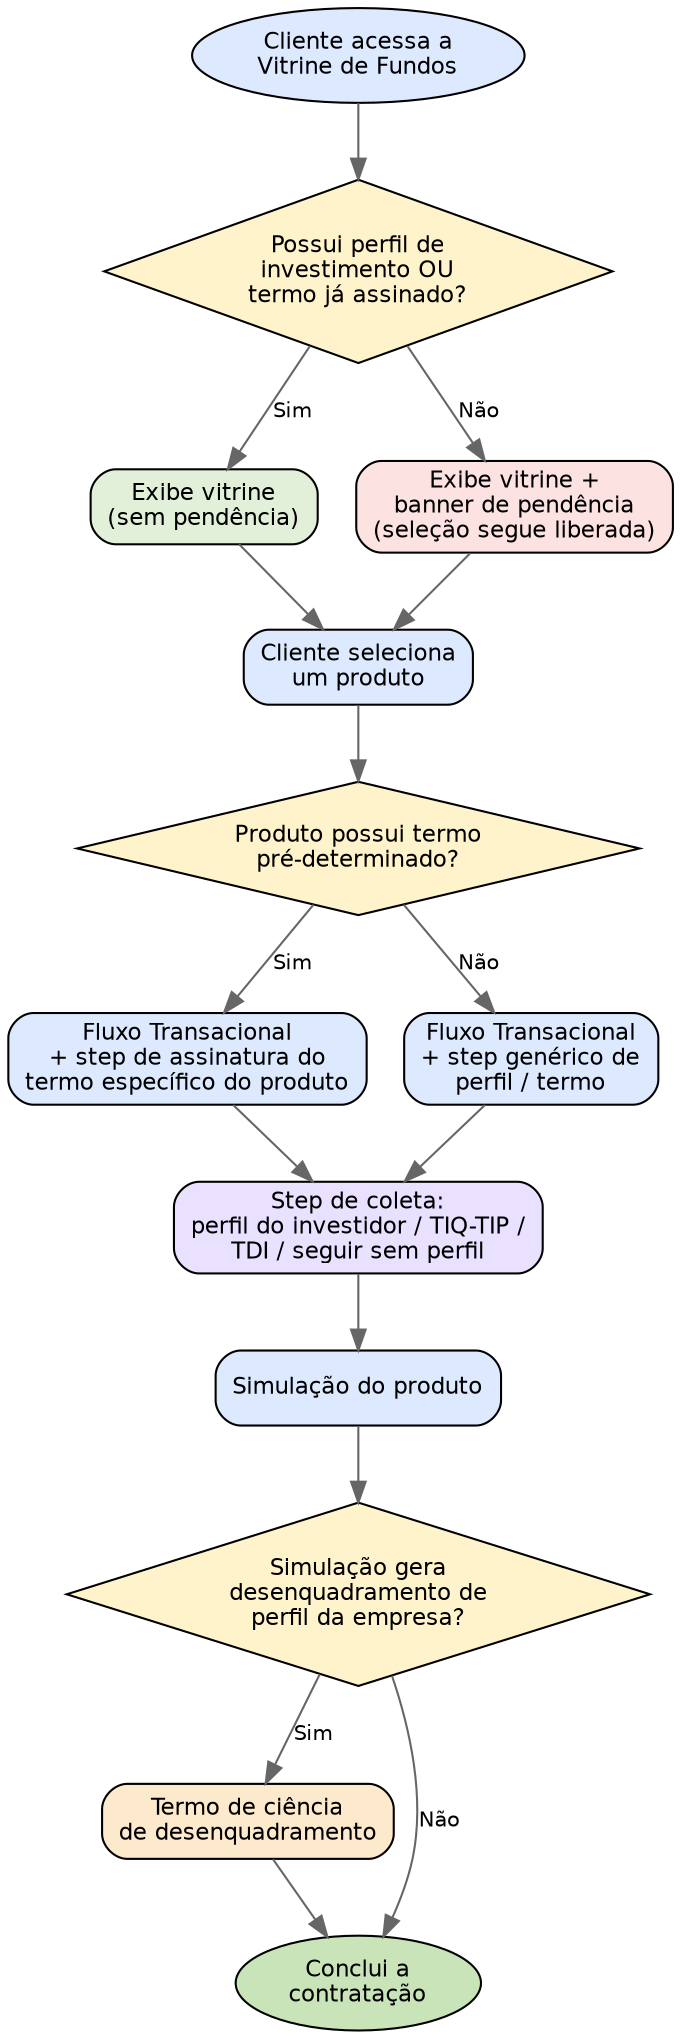 Cliente acessa a
Vitrine de Fundos
Possui perfil de
investimento OU
termo já assinado?
Sim
Não
Exibe vitrine
(sem pendência)
Exibe vitrine +
banner de pendência
(seleção segue liberada)
Cliente seleciona
um produto
Produto possui termo
pré-determinado?
Sim
Não
Fluxo Transacional
+ step de assinatura do
termo específico do produto
Fluxo Transacional
+ step genérico de
perfil / termo
Step de coleta:
perfil do investidor / TIQ-TIP /
TDI / seguir sem perfil
Simulação do produto
Simulação gera
desenquadramento de
perfil da empresa?
Sim
Não
Termo de ciência
de desenquadramento
Conclui a
contratação